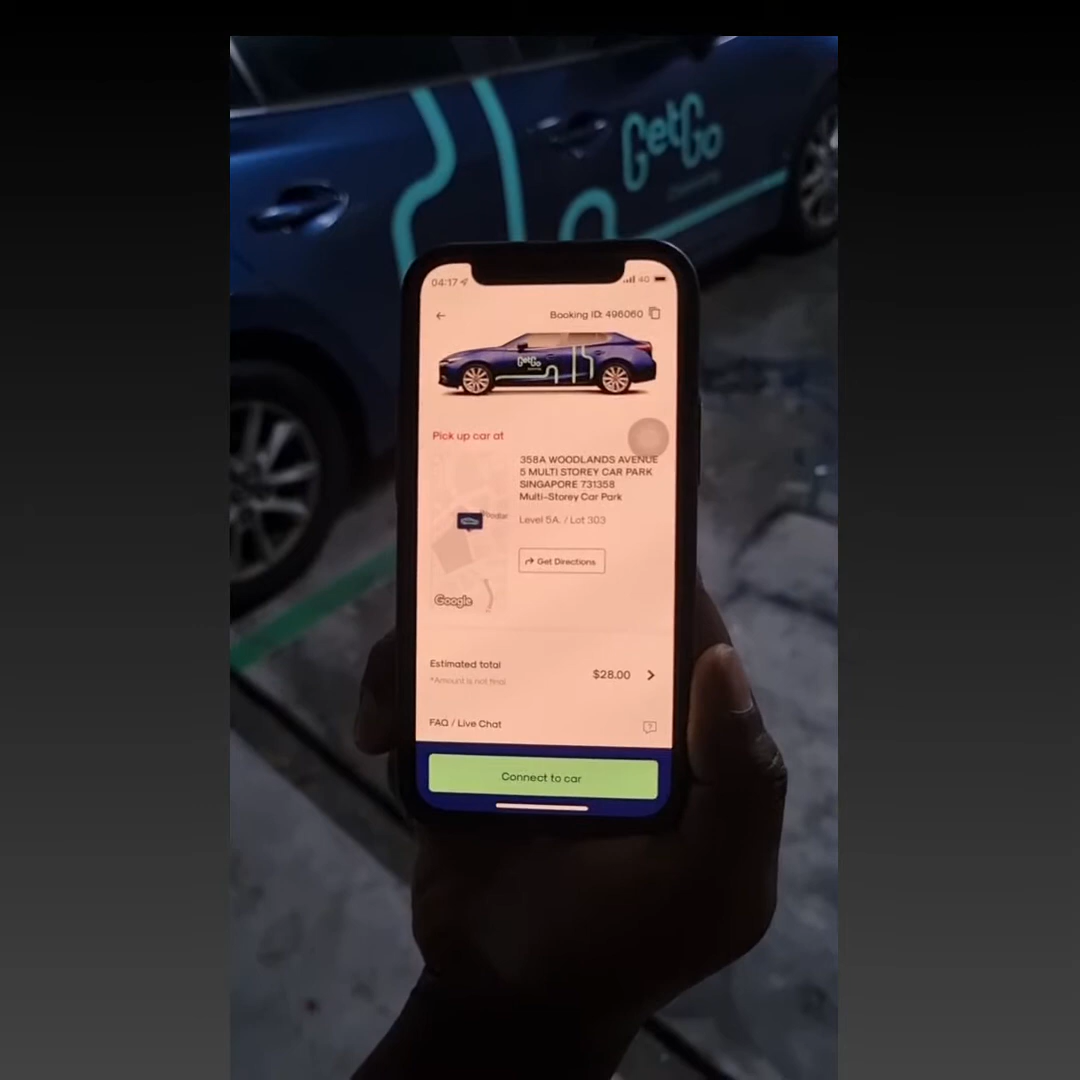 GetGo
04:17
4G
Booking ID: 496060
GetGo
Pick up car at
358A WOODLANDS AVENUE
5 MULTI STOREY CAR PARK
SINGAPORE 731358
Multi-Storey Car Park
Level 5A. / Lot 303
Get Directions
Google
Estimated total
$28.00
*Amount is not final
FAQ / Live Chat
Connect to car